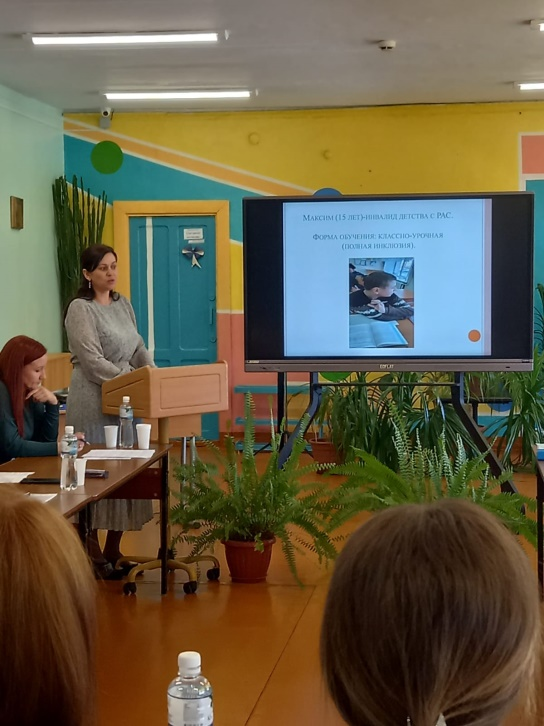 МАКСИМ (15 ЛЕТ)-ИНВАЛИД ДЕТСТВА С РАС.
ФОРМА ОБУЧЕНИЯ: КЛАССНО-УРОЧНАЯ
(ПОЛНАЯ ИНКЛЮЗИЯ).